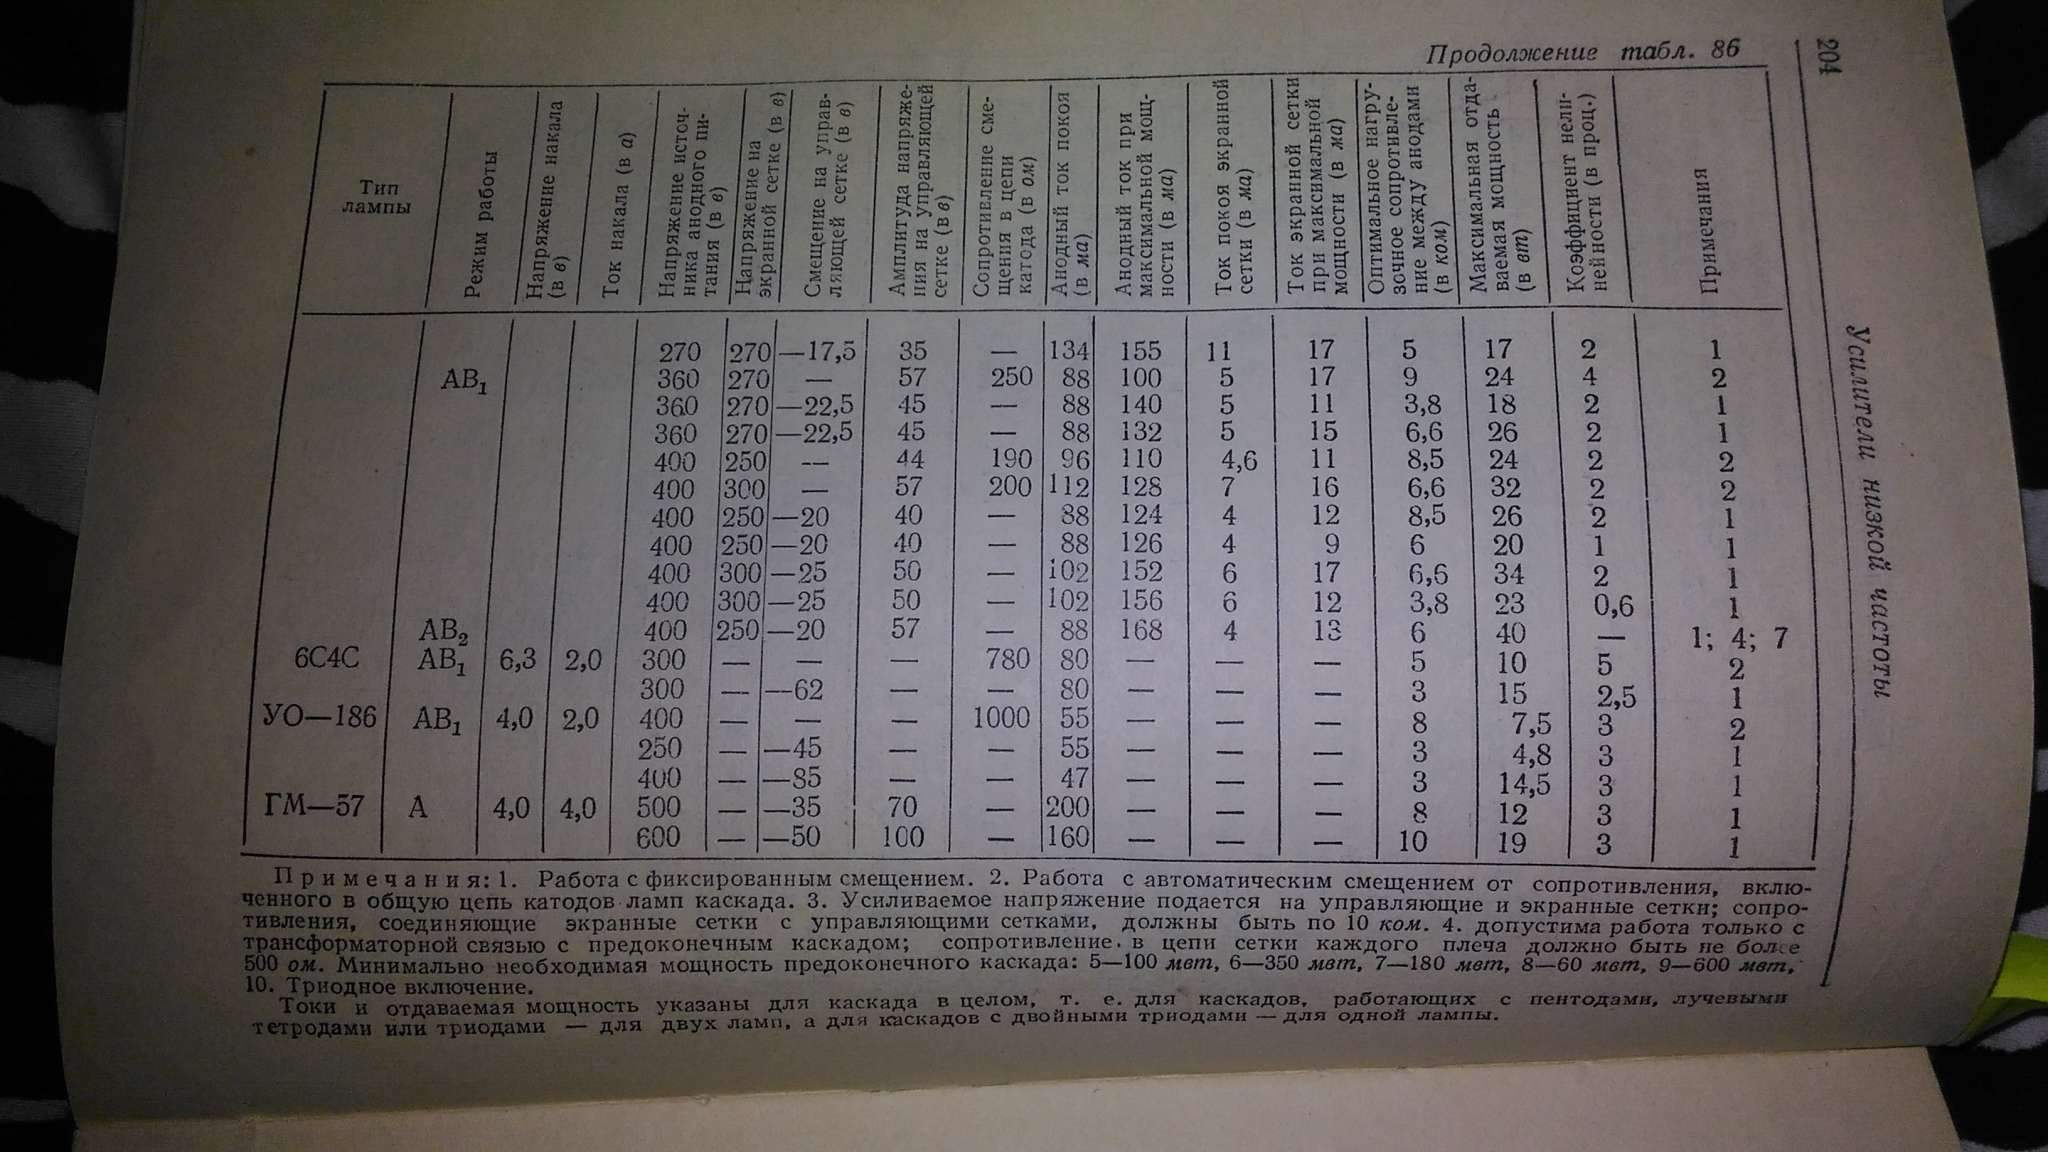 Продолжение табл. 86
204
Усилители низкой частоты
Тип лампы | Режим работы | Напряжение накала (в в) | Ток накала (в а) | Напряжение источника анодного питания (в в) | Напряжение на экранной сетке (в в) | Смещение на управляющей сетке (в в) | Амплитуда напряжения на управляющей сетке (в в) | Сопротивление смещения в цепи катода (в ом) | Анодный ток покоя (в ма) | Анодный ток при максимальной мощности (в ма) | Ток покоя экранной сетки (в ма) | Ток экранной сетки при максимальной мощности (в ма) | Оптимальное нагрузочное сопротивление между анодами (в ком) | Максимальная отдаваемая мощность (в вт) | Коэффициент нелинейности (в проц.) | Примечания
270 270 —17,5 35 — 134 155 11 17 5 17 2 1
АВ1 360 270 — 57 250 88 100 5 17 9 24 4 2
360 270 —22,5 45 — 88 140 5 11 3,8 18 2 1
360 270 —22,5 45 — 88 132 5 15 6,6 26 2 1
400 250 — 44 190 96 110 4,6 11 8,5 24 2 2
400 300 — 57 200 112 128 7 16 6,6 32 2 2
400 250 —20 40 — 88 124 4 12 8,5 26 2 1
400 250 —20 40 — 88 126 4 9 6 20 1 1
400 300 —25 50 — 102 152 6 17 6,6 34 2 1
400 300 —25 50 — 102 156 6 12 3,8 23 0,6 1
АВ2 400 250 —20 57 — 88 168 4 13 6 40 — 1; 4; 7
6С4С АВ1 6,3 2,0 300 — — — 780 80 — — — 5 10 5 2
300 — —62 — — 80 — — — 3 15 2,5 1
УО—186 АВ1 4,0 2,0 400 — — — 1000 55 — — — 8 7,5 3 2
250 — —45 — — 55 — — — 3 4,8 3 1
400 — —85 — — 47 — — — 3 14,5 3 1
ГМ—57 А 4,0 4,0 500 — —35 70 — 200 — — — 8 12 3 1
600 — —50 100 — 160 — — — 10 19 3 1
Примечания: 1. Работа с фиксированным смещением. 2. Работа с автоматическим смещением от сопротивления, вклю-
ченного в общую цепь катодов ламп каскада. 3. Усиливаемое напряжение подается на управляющие и экранные сетки; сопро-
тивления, соединяющие экранные сетки с управляющими сетками, должны быть по 10 ком. 4. допустима работа только с
трансформаторной связью с предоконечным каскадом; сопротивление в цепи сетки каждого плеча должно быть не более
500 ом. Минимально необходимая мощность предоконечного каскада: 5—100 мвт, 6—350 мвт, 7—180 мвт, 8—60 мвт, 9—600 мвт,
10. Триодное включение.
Токи и отдаваемая мощность указаны для каскада в целом, т. е. для каскадов, работающих с пентодами, лучевыми
тетродами или триодами — для двух ламп, а для каскадов с двойными триодами — для одной лампы.